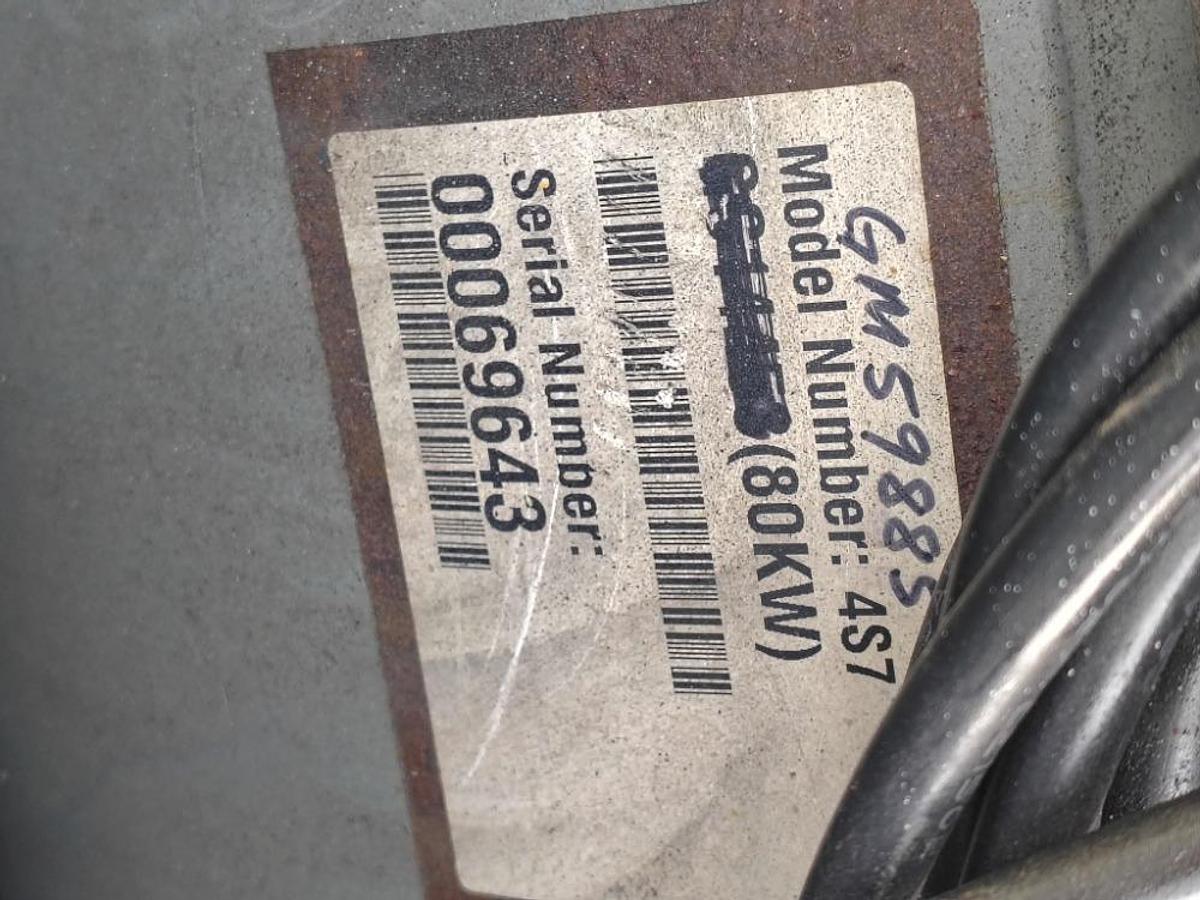 GM59885
Model Number: 4S7
(80KW)
Serial Number:
00069643